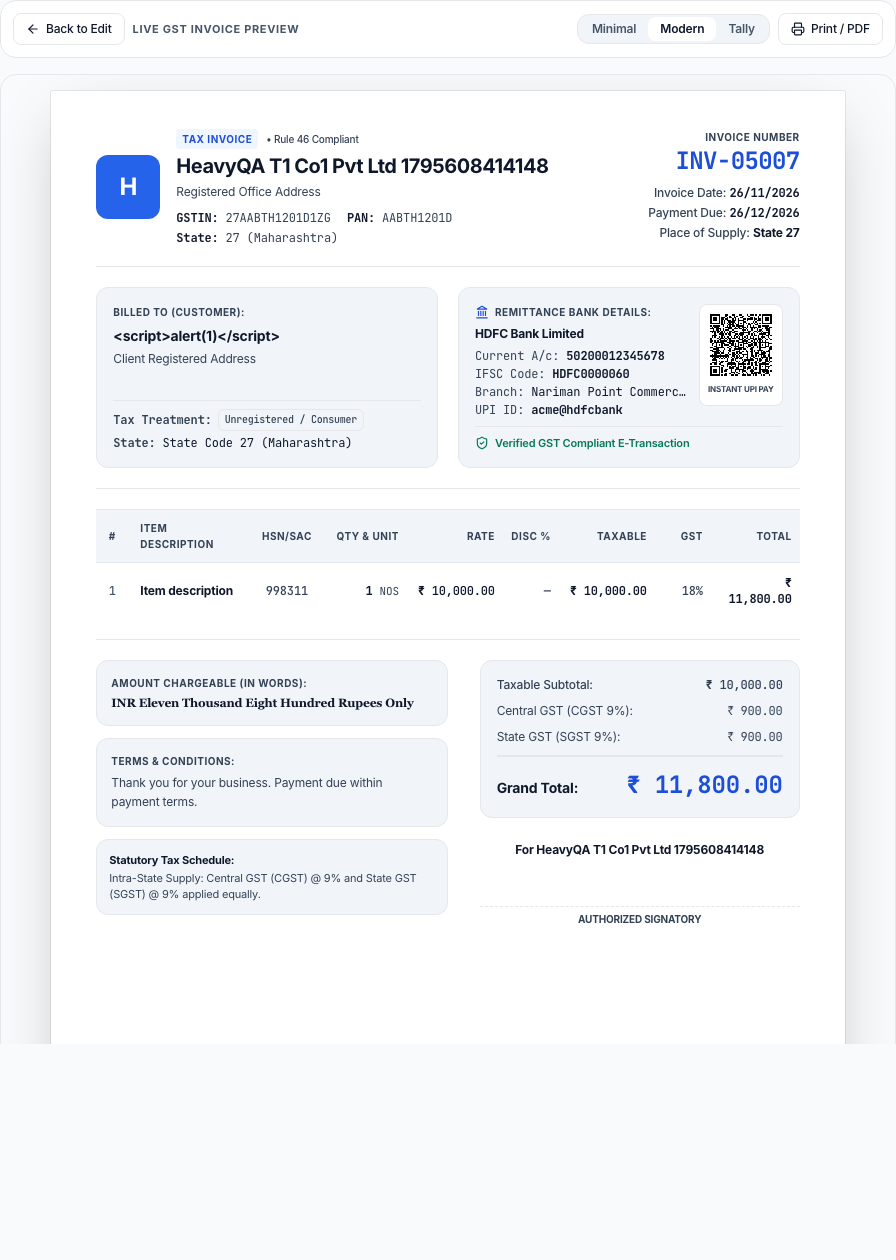 Back to Edit
LIVE GST INVOICE PREVIEW
Minimal
Modern
Tally
Print / PDF
TAX INVOICE • Rule 46 Compliant
H
HeavyQA T1 Co1 Pvt Ltd 1795608414148
Registered Office Address
GSTIN: 27AABTH1201D1ZG PAN: AABTH1201D
State: 27 (Maharashtra)
INVOICE NUMBER
INV-05007
Invoice Date: 26/11/2026
Payment Due: 26/12/2026
Place of Supply: State 27
BILLED TO (CUSTOMER):
<script>alert(1)</script>
Client Registered Address
Tax Treatment: Unregistered / Consumer
State: State Code 27 (Maharashtra)
REMITTANCE BANK DETAILS:
HDFC Bank Limited
Current A/c: 50200012345678
IFSC Code: HDFC0000060
Branch: Nariman Point Commerc…
UPI ID: acme@hdfcbank
INSTANT UPI PAY
Verified GST Compliant E-Transaction
# ITEM DESCRIPTION HSN/SAC QTY & UNIT RATE DISC % TAXABLE GST TOTAL
1 Item description 998311 1 NOS ₹ 10,000.00 — ₹ 10,000.00 18% ₹ 11,800.00
AMOUNT CHARGEABLE (IN WORDS):
INR Eleven Thousand Eight Hundred Rupees Only
TERMS & CONDITIONS:
Thank you for your business. Payment due within
payment terms.
Statutory Tax Schedule:
Intra-State Supply: Central GST (CGST) @ 9% and State GST
(SGST) @ 9% applied equally.
Taxable Subtotal: ₹ 10,000.00
Central GST (CGST 9%): ₹ 900.00
State GST (SGST 9%): ₹ 900.00
Grand Total: ₹ 11,800.00
For HeavyQA T1 Co1 Pvt Ltd 1795608414148
AUTHORIZED SIGNATORY